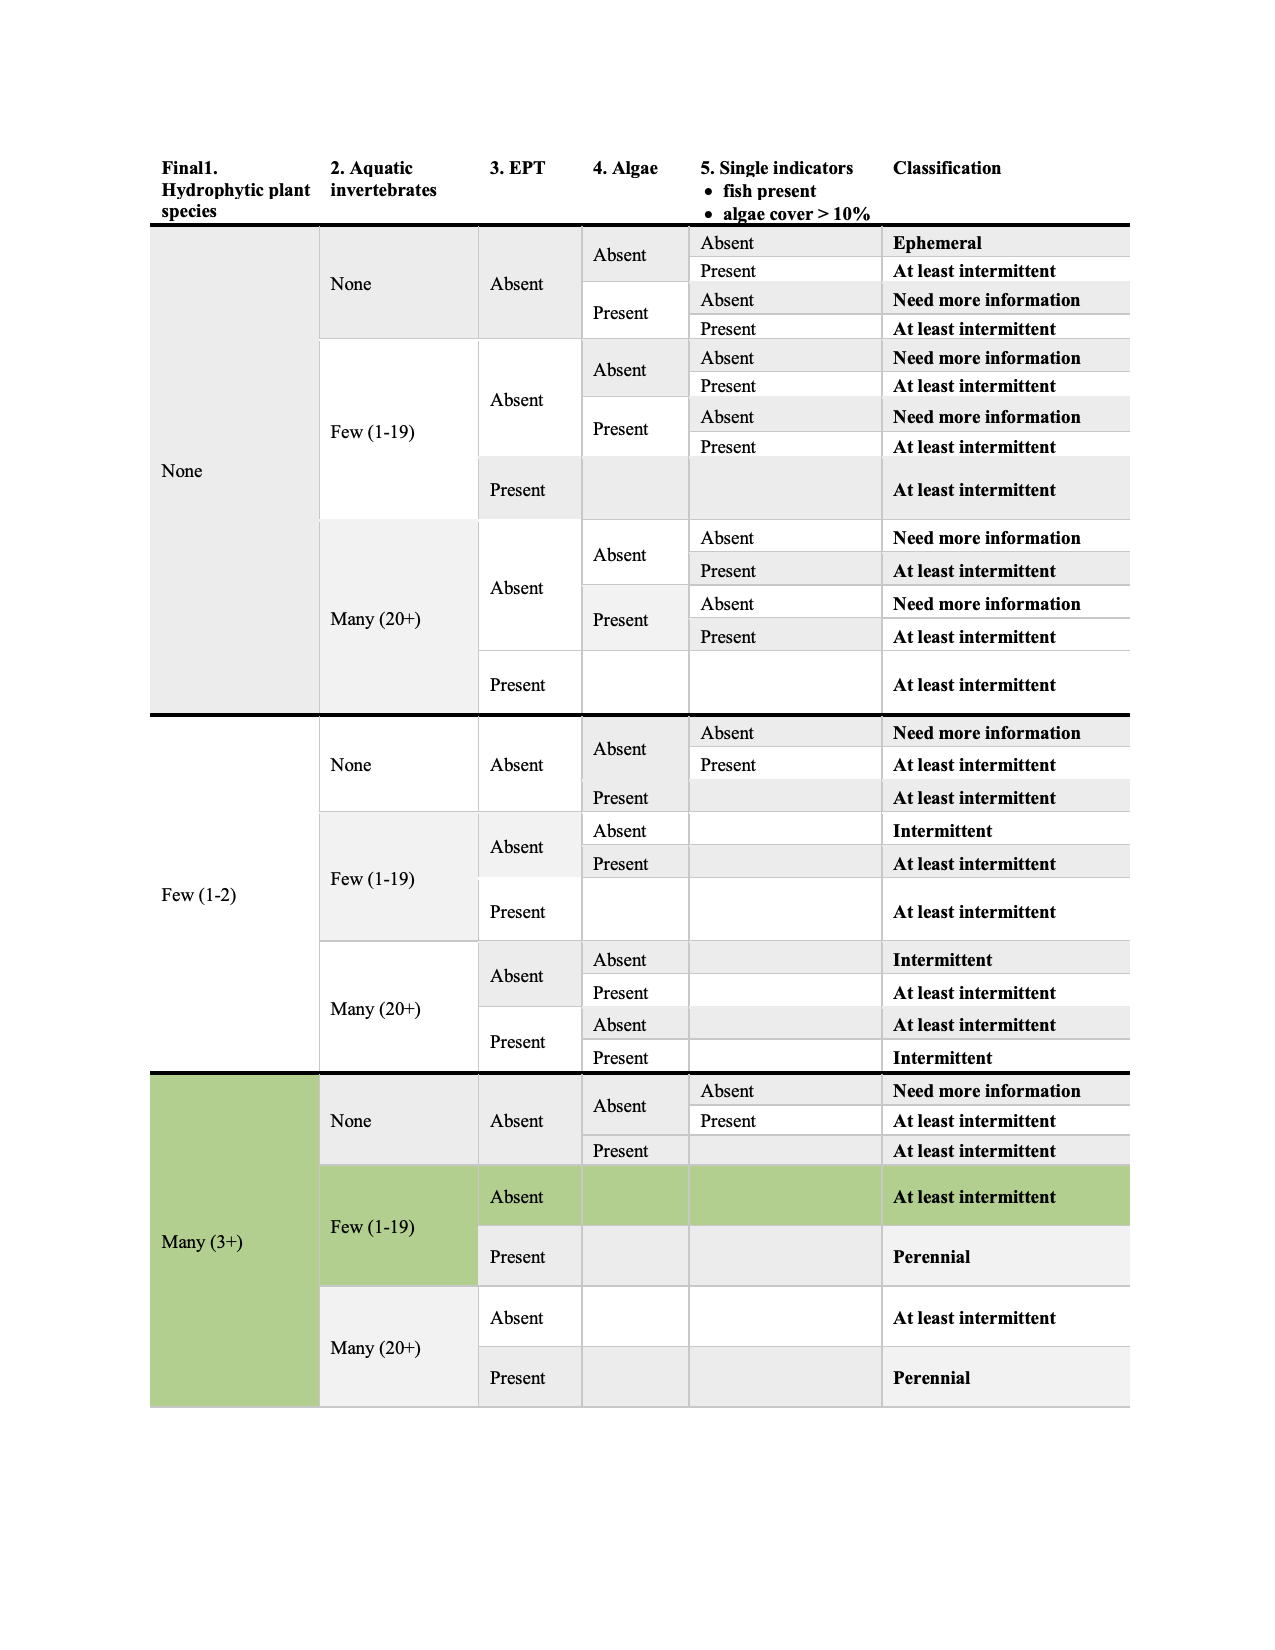 Final1. Hydrophytic plant species	2. Aquatic invertebrates	3. EPT	4. Algae	5. Single indicators • fish present • algae cover > 10%	Classification
None	None	Absent	Absent	Absent	Ephemeral
Present	At least intermittent
Present	Absent	Need more information
Present	At least intermittent
Few (1-19)	Absent	Absent	Absent	Need more information
Present	At least intermittent
Present	Absent	Need more information
Present	At least intermittent
Present	At least intermittent
Many (20+)	Absent	Absent	Absent	Need more information
Present	At least intermittent
Present	Absent	Need more information
Present	At least intermittent
Present	At least intermittent
Few (1-2)	None	Absent	Absent	Absent	Need more information
Present	At least intermittent
Present	At least intermittent
Few (1-19)	Absent	Absent	Intermittent
Present	At least intermittent
Present	At least intermittent
Many (20+)	Absent	Absent	Intermittent
Present	At least intermittent
Present	Absent	At least intermittent
Present	Intermittent
Many (3+)	None	Absent	Absent	Absent	Need more information
Present	At least intermittent
Present	At least intermittent
Few (1-19)	Absent	At least intermittent
Present	Perennial
Many (20+)	Absent	At least intermittent
Present	Perennial